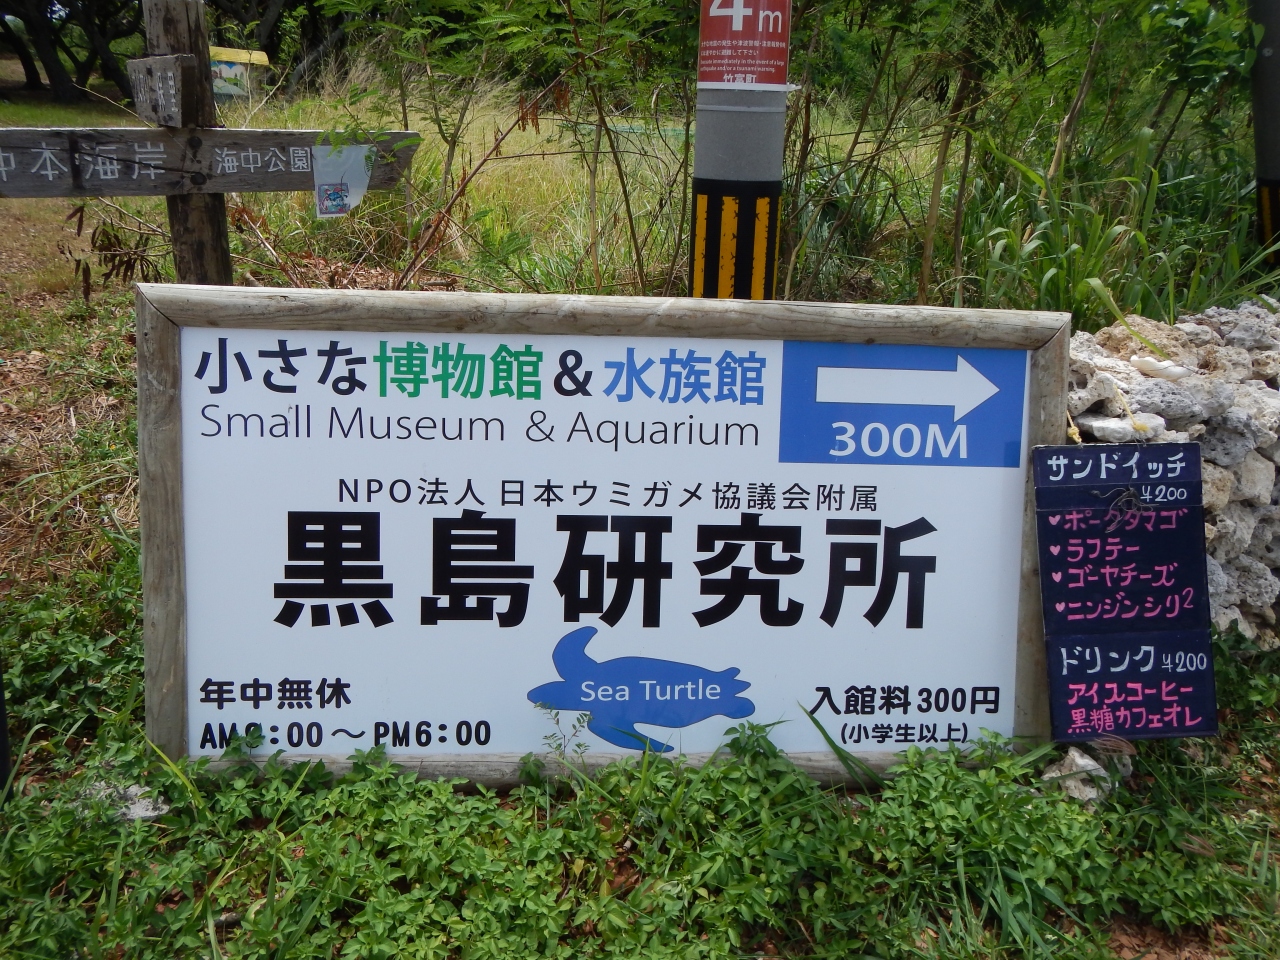 4m
竹富町
本海岸
海中公園
小さな博物館&水族館
Small Museum & Aquarium
300M
NPO法人 日本ウミガメ協議会附属
黒島研究所
Sea Turtle
年中無休
AM9:00～PM6:00
入館料300円
(小学生以上)
サンドイッチ
¥200
♥ポークタマゴ
♥ラフテー
♥ゴーヤチーズ
♥ニンジンシリ2
ドリンク ¥200
アイスコーヒー
黒糖カフェオレ